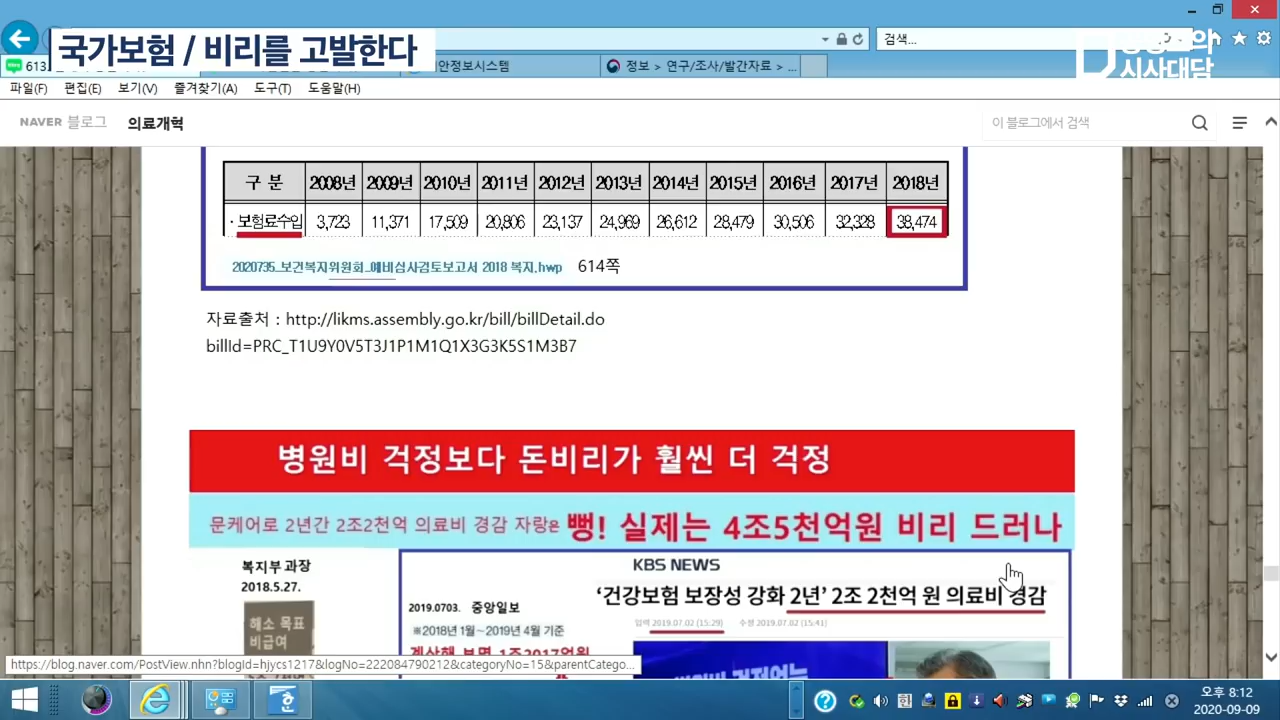 국가보험 / 비리를 고발한다
검색...
613
안정보시스템
정보 > 연구/조사/발간자료 > ...
시사대담
파일(F) 편집(E) 보기(V) 즐겨찾기(A) 도구(T) 도움말(H)
NAVER 블로그 의료개혁
이 블로그에서 검색
구 분 2008년 2009년 2010년 2011년 2012년 2013년 2014년 2015년 2016년 2017년 2018년
· 보험료수입 3,723 11,371 17,509 20,806 23,137 24,969 26,612 28,479 30,506 32,328 38,474
2020735_보건복지위원회_예비심사검토보고서 2018 복지.hwp 614쪽
자료출처 : http://likms.assembly.go.kr/bill/billDetail.do
billId=PRC_T1U9Y0V5T3J1P1M1Q1X3G3K5S1M3B7
병원비 걱정보다 돈비리가 훨씬 더 걱정
문케어로 2년간 2조2천억 의료비 경감 자랑은 뻥! 실제는 4조5천억원 비리 드러나
복지부 과장
2018.5.27.
해소 목표
비급여
KBS NEWS
‘건강보험 보장성 강화 2년’ 2조 2천억 원 의료비 경감
입력 2019.07.02 (15:29) 수정 2019.07.02 (15:41)
2019.0703. 중앙일보
※2018년 1월~2019년 4월 기준
https://blog.naver.com/PostView.nhn?blogId=hjycs1217&logNo=222084790212&categoryNo=15&parentCatego...
오후 8:12
2020-09-09